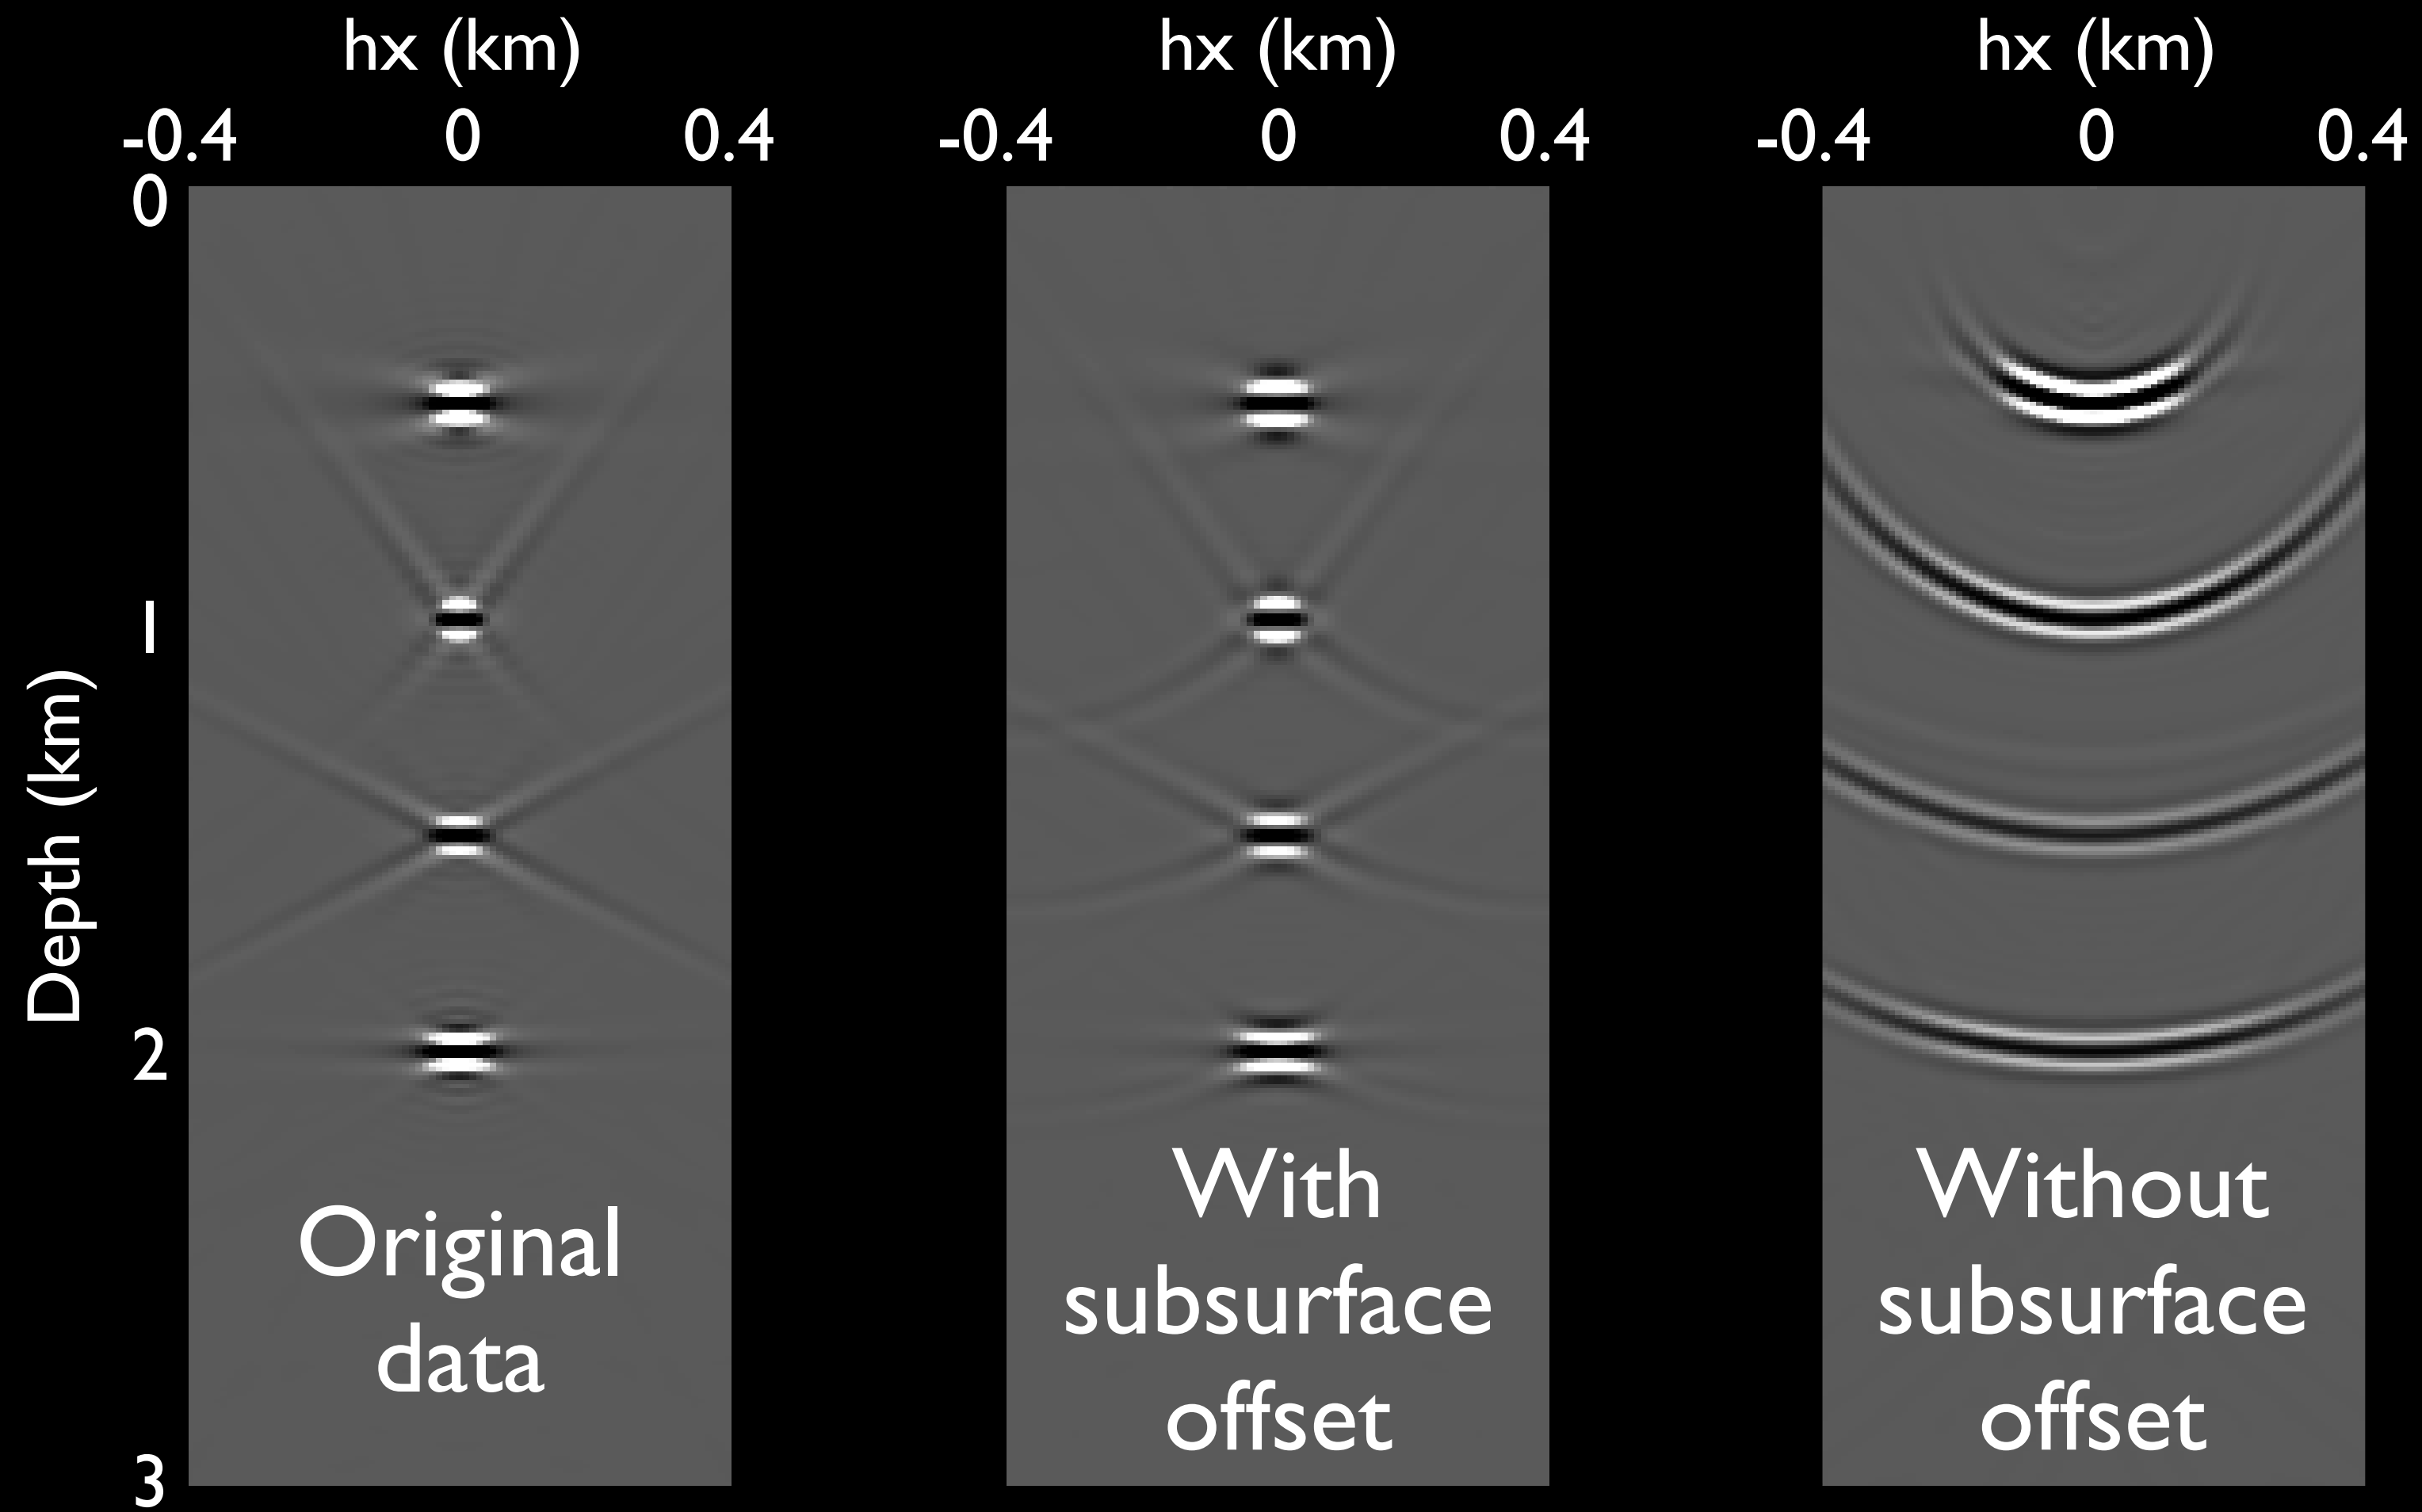 hx (km)
hx (km)
hx (km)
-0.4 0 0.4
-0.4 0 0.4
-0.4 0 0.4
0
1
2
3
Depth (km)
Original
data
With
subsurface
offset
Without
subsurface
offset